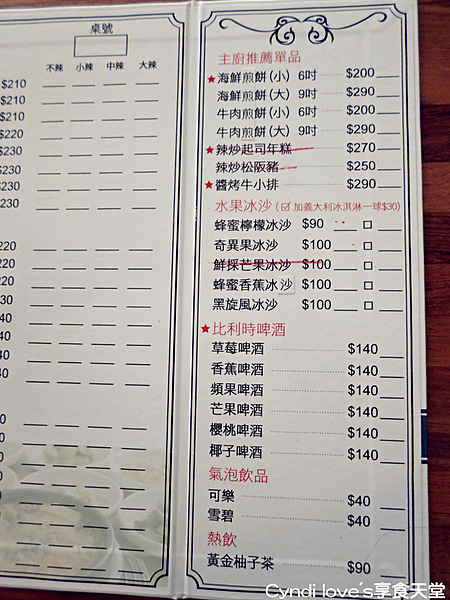 桌號
不辣 小辣 中辣 大辣
$210
$210
$210
$220
$230
$230
$230
$230
220
主廚推薦單品
★海鮮煎餅(小) 6吋 $200
海鮮煎餅(大) 9吋 $290
牛肉煎餅(小) 6吋 $200
牛肉煎餅(大) 9吋 $290
★辣炒起司年糕 $270
辣炒松阪豬 $250
★醬烤牛小排 $290
水果冰沙 (☑ 加義大利冰淇淋一球$30)
蜂蜜檸檬冰沙 $90 □
奇異果冰沙 $100 □
鮮採芒果冰沙 $100 □
蜂蜜香蕉冰沙 $100 □
黑旋風冰沙 $100 □
★比利時啤酒
草莓啤酒 $140
香蕉啤酒 $140
頻果啤酒 $140
芒果啤酒 $140
櫻桃啤酒 $140
椰子啤酒 $140
氣泡飲品
可樂 $40
雪碧 $40
熱飲
黃金柚子茶 $90
Cyndi love's享食天堂